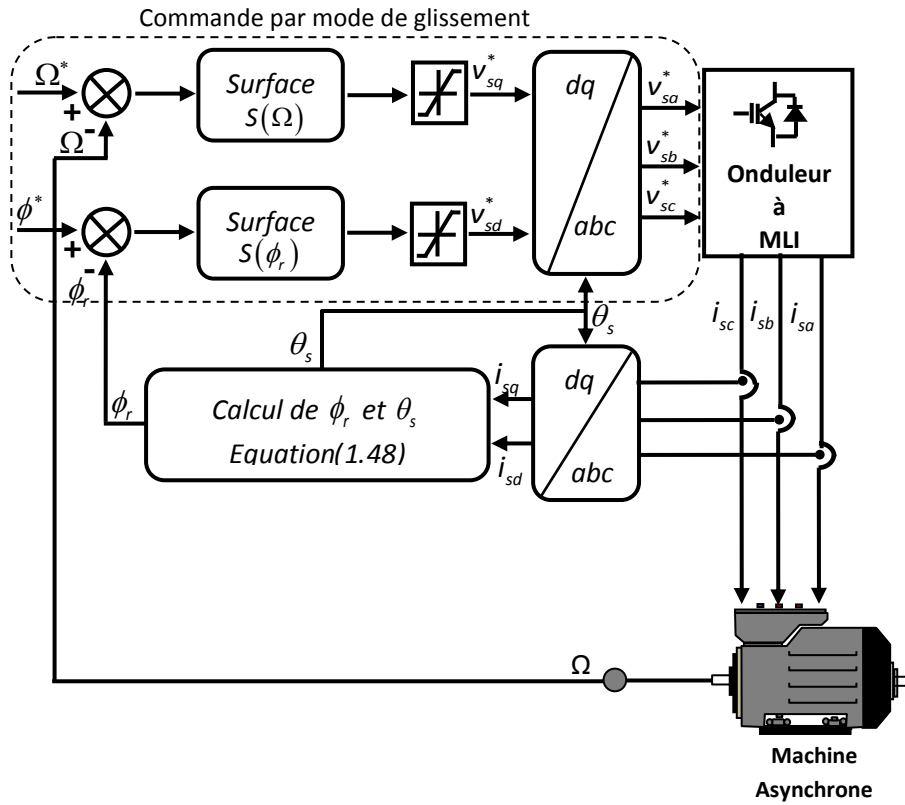 Commande par mode de glissement
Ω*
+
Ω-
Surface
S(Ω)
v*sq
dq
abc
v*sa
v*sb
v*sc
Onduleur
à
MLI
ϕ*
+
-
ϕr
Surface
S(ϕr)
v*sd
isc
isb
isa
θs
θs
ϕr
Calcul de ϕr et θs
Equation(1.48)
isq
isd
dq
abc
Ω
Machine
Asynchrone